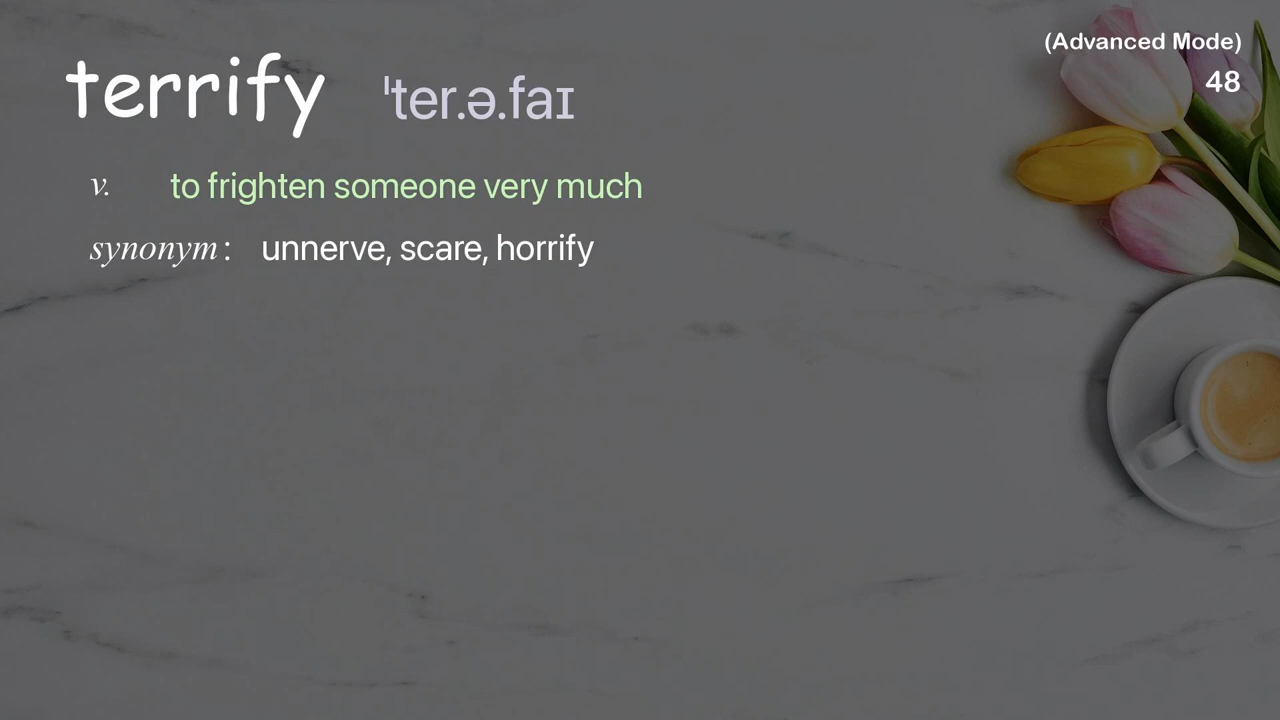 (Advanced Mode)
48
terrify ˈter.ə.faɪ
v. to frighten someone very much
synonym: unnerve, scare, horrify